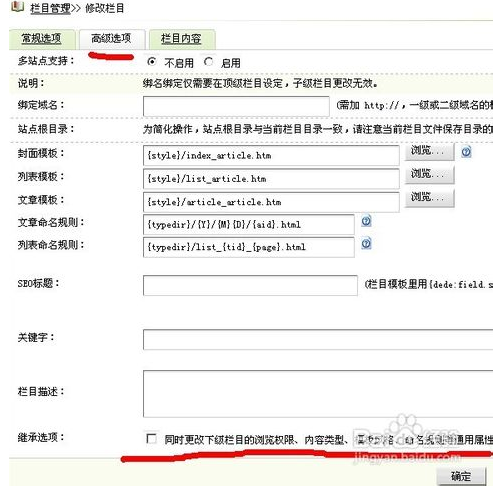 栏目管理>> 修改栏目
常规选项 高级选项 栏目内容
多站点支持： 不启用 启用
说明： 绑名绑定仅需要在顶级栏目设定，子级栏目更改无效。
绑定域名： (需加 http://，一级或二级域名的
站点根目录： 为简化操作，站点根目录与当前栏目目录一致，请注意当前栏目文件保存目录的
封面模板： {style}/index_article.htm 浏览...
列表模板： {style}/list_article.htm 浏览...
文章模板： {style}/article_article.htm 浏览...
文章命名规则： {typedir}/{Y}/{M}{D}/{aid}.html
列表命名规则： {typedir}/list_{tid}_{page}.html
SEO标题： (栏目模板里用{dede:field.s
关键字：
栏目描述：
继承选项： 同时更改下级栏目的浏览权限、内容类型、模板风格、命名规则等通用属性
Baidu 经验
jingyan.baidu.com
确定